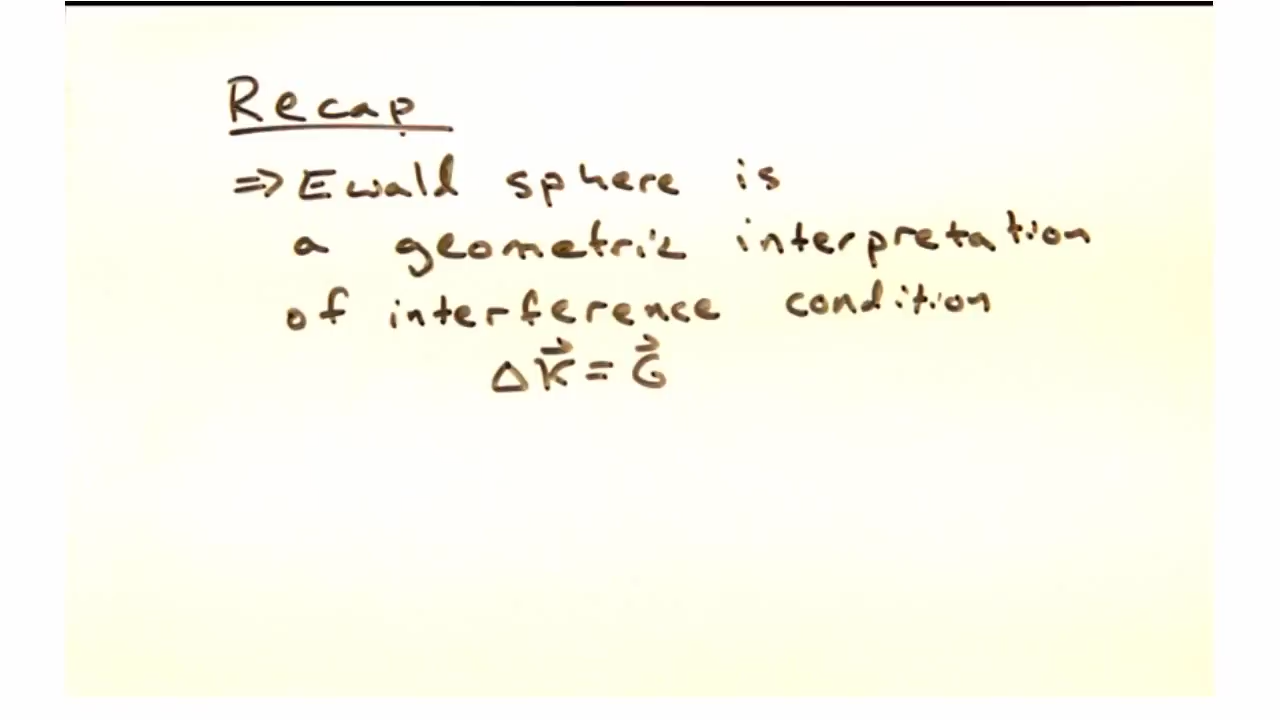 Recap
⇒ Ewald sphere is
a geometric interpretation
of interference condition
Δk⃗ = G⃗